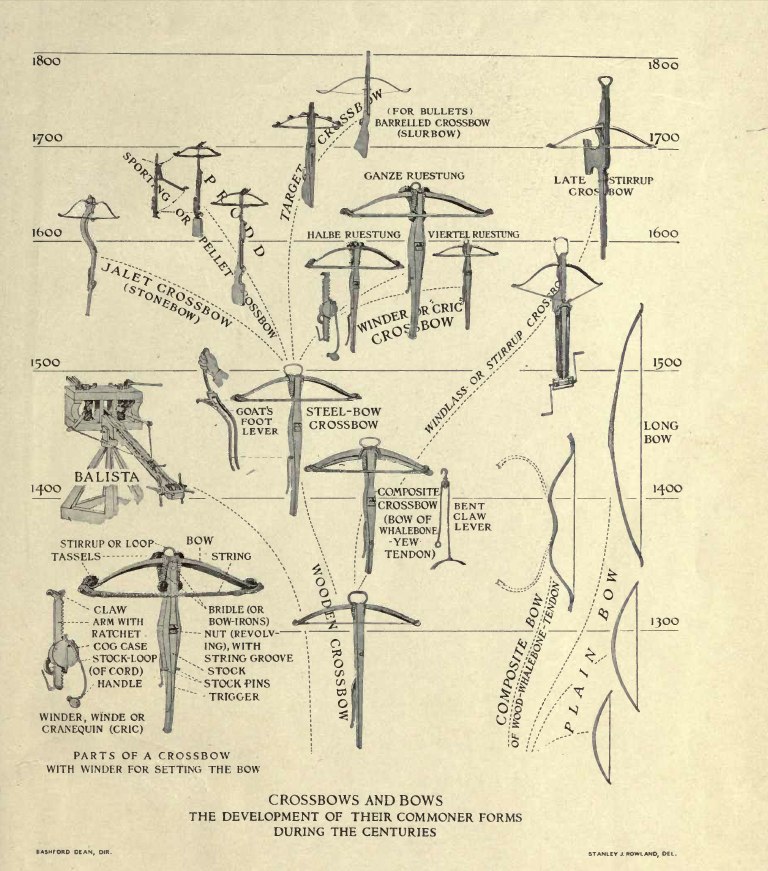 1800
1800
TARGET CROSSBOW
(FOR BULLETS)
BARRELLED CROSSBOW
(SLURBOW)
1700
1700
SPORTING OR PELLET CROSSBOW
PRODD
GANZE RUESTUNG
LATE STIRRUP
CROSSBOW
1600
1600
HALBE RUESTUNG
VIERTEL RUESTUNG
JALET CROSSBOW
(STONEBOW)
WINDER OR CRIC
CROSSBOW
WINDLASS OR STIRRUP CROSSBOW
1500
1500
GOAT'S
FOOT
LEVER
STEEL-BOW
CROSSBOW
LONG
BOW
BALISTA
1400
1400
COMPOSITE
CROSSBOW
(BOW OF
WHALEBONE
-YEW
TENDON)
BENT
CLAW
LEVER
STIRRUP OR LOOP
TASSELS
BOW
STRING
CLAW
ARM WITH
RATCHET
COG CASE
STOCK-LOOP
(OF CORD)
HANDLE
BRIDLE (OR
BOW-IRONS)
NUT (REVOLV-
ING), WITH
STRING GROOVE
STOCK
STOCK PINS
TRIGGER
WOODEN CROSSBOW
1300
COMPOSITE BOW
OF WOOD-WHALEBONE-TENDON
PLAIN BOW
WINDER, WINDE OR
CRANEQUIN (CRIC)
PARTS OF A CROSSBOW
WITH WINDER FOR SETTING THE BOW
CROSSBOWS AND BOWS
THE DEVELOPMENT OF THEIR COMMONER FORMS
DURING THE CENTURIES
BASHFORD DEAN, DIR.
STANLEY J. ROWLAND, DEL.